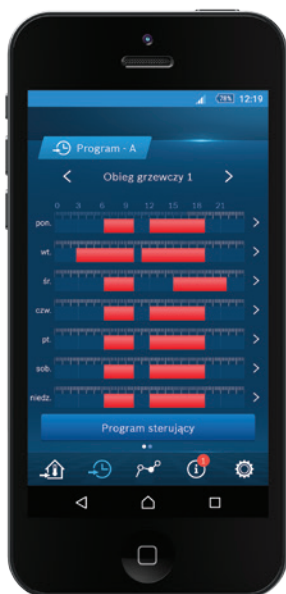 78% 12:19
Program - A
Obieg grzewczy 1
0 3 6 9 12 15 18 21
pon.
wt.
śr.
czw.
pt.
sob.
niedz.
Program sterujący
1
i